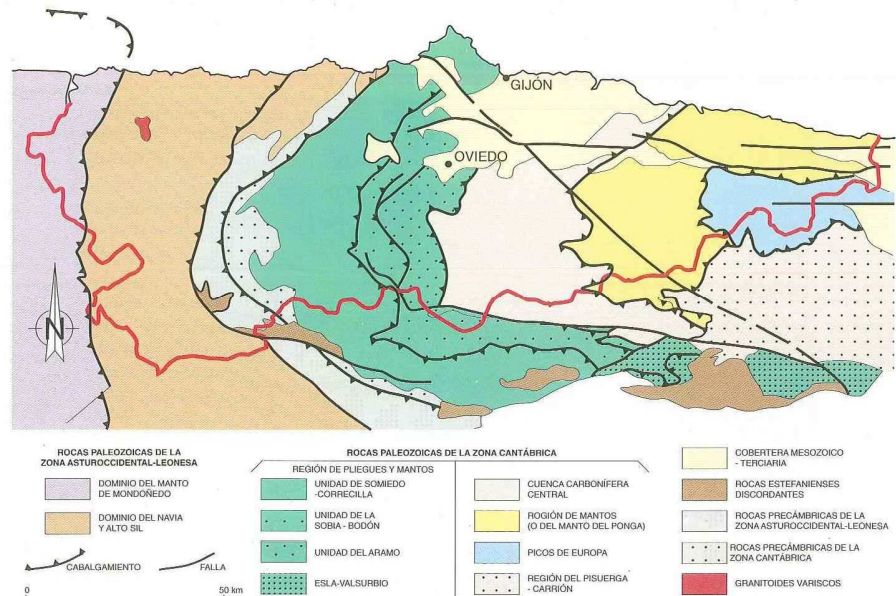 GIJÓN
OVIEDO
N
ROCAS PALEOZOICAS DE LA
ZONA ASTUROCCIDENTAL-LEONESA
DOMINIO DEL MANTO
DE MONDOÑEDO
DOMINIO DEL NAVIA
Y ALTO SIL
CABALGAMIENTO
FALLA
0
50 km
ROCAS PALEOZOICAS DE LA ZONA CANTÁBRICA
REGIÓN DE PLIEGUES Y MANTOS
UNIDAD DE SOMIEDO
-CORRECILLA
UNIDAD DE LA
SOBIA - BODÓN
UNIDAD DEL ARAMO
ESLA-VALSURBIO
CUENCA CARBONÍFERA
CENTRAL
ROGIÓN DE MANTOS
(O DEL MANTO DEL PONGA)
PICOS DE EUROPA
REGIÓN DEL PISUERGA
- CARRIÓN
COBERTERA MESOZOICO
- TERCIARIA
ROCAS ESTEFANIENSES
DISCORDANTES
ROCAS PRECÁMBRICAS DE LA
ZONA ASTUROCCIDENTAL-LEONESA
ROCAS PRECÁMBRICAS DE LA
ZONA CANTÁBRICA
GRANITOIDES VARISCOS